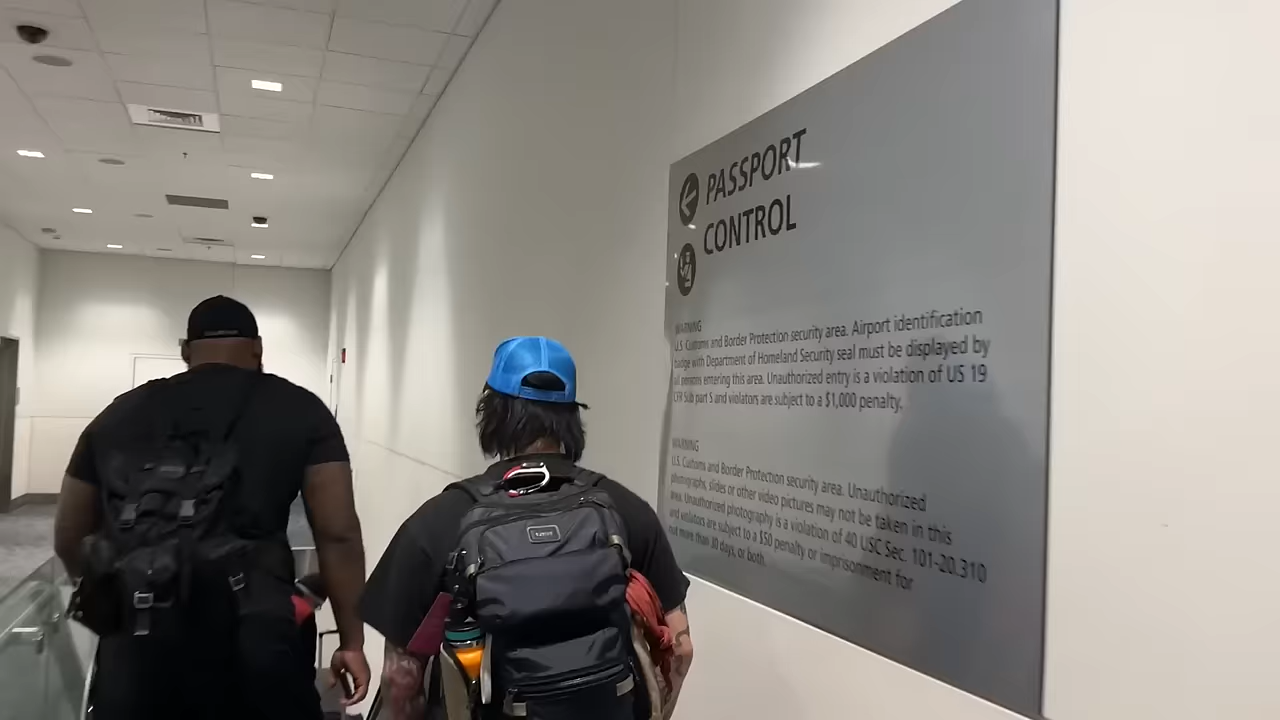 PASSPORT
CONTROL
WARNING
U.S. Customs and Border Protection security area. Airport identification
badge with Department of Homeland Security seal must be displayed by
all persons entering this area. Unauthorized entry is a violation of US 19
CFR Sub part S and violators are subject to a $1,000 penalty.
WARNING
U.S. Customs and Border Protection security area. Unauthorized
photographs, slides or other video pictures may not be taken in this
area. Unauthorized photography is a violation of 40 USC Sec. 101-20.310
and violators are subject to a $50 penalty or imprisonment for
not more than 30 days, or both.
TUMI